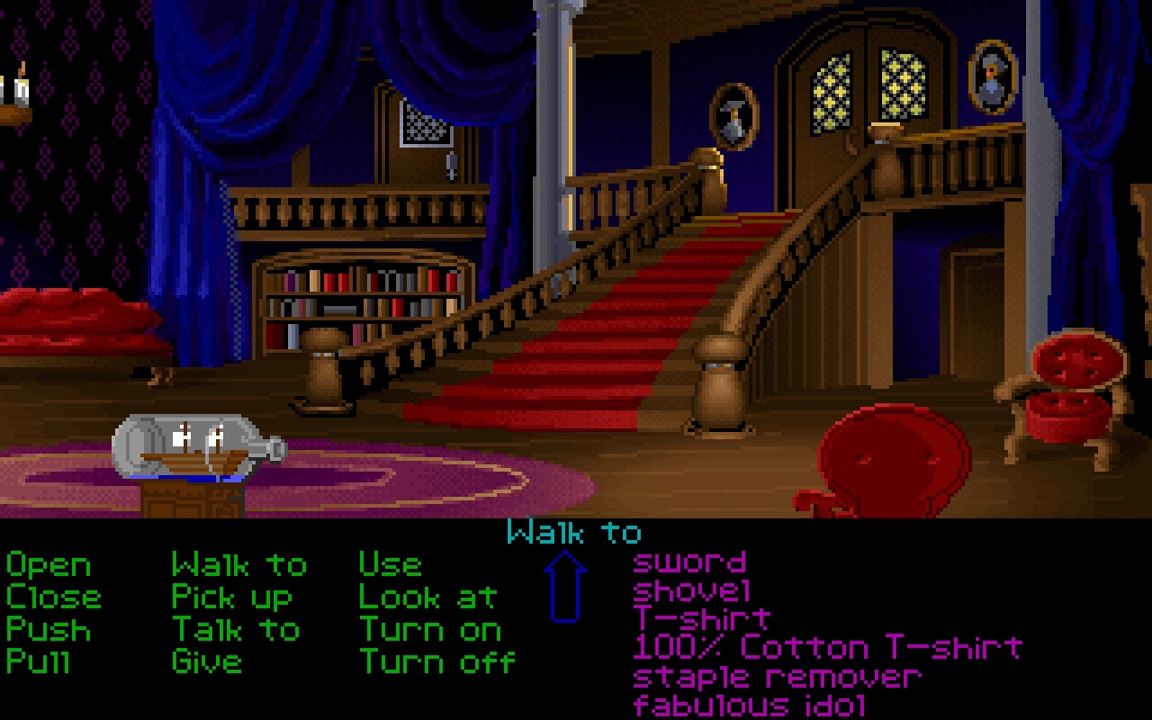 Walk to
Open Walk to Use
Close Pick up Look at
Push Talk to Turn on
Pull Give Turn off
sword
shovel
T-shirt
100% Cotton T-shirt
staple remover
fabulous idol